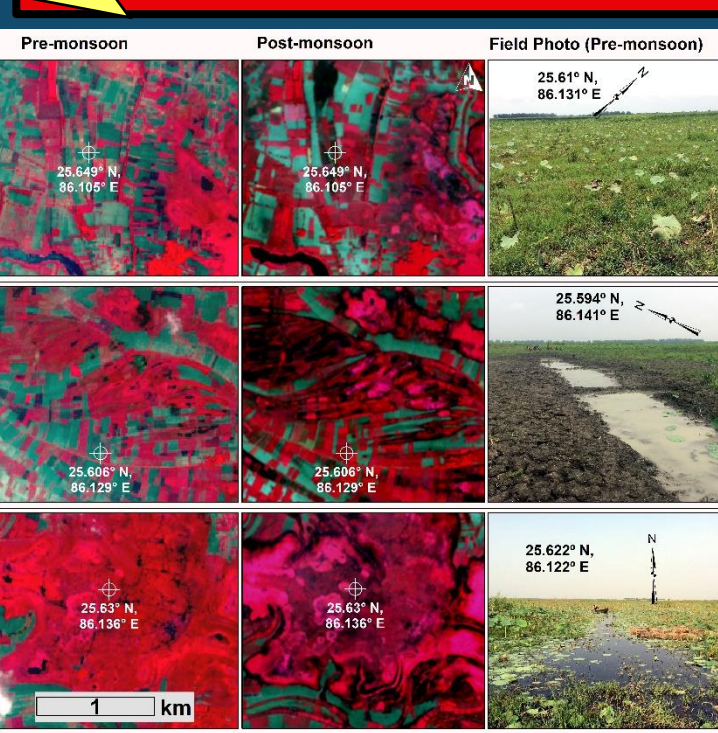 Pre-monsoon
Post-monsoon
Field Photo (Pre-monsoon)
25.649° N,
86.105° E
N
25.649° N,
86.105° E
25.61° N,
86.131° E
N
25.606° N,
86.129° E
25.606° N,
86.129° E
25.594° N,
86.141° E
N
25.63° N,
86.136° E
1 km
25.63° N,
86.136° E
25.622° N,
86.122° E
N